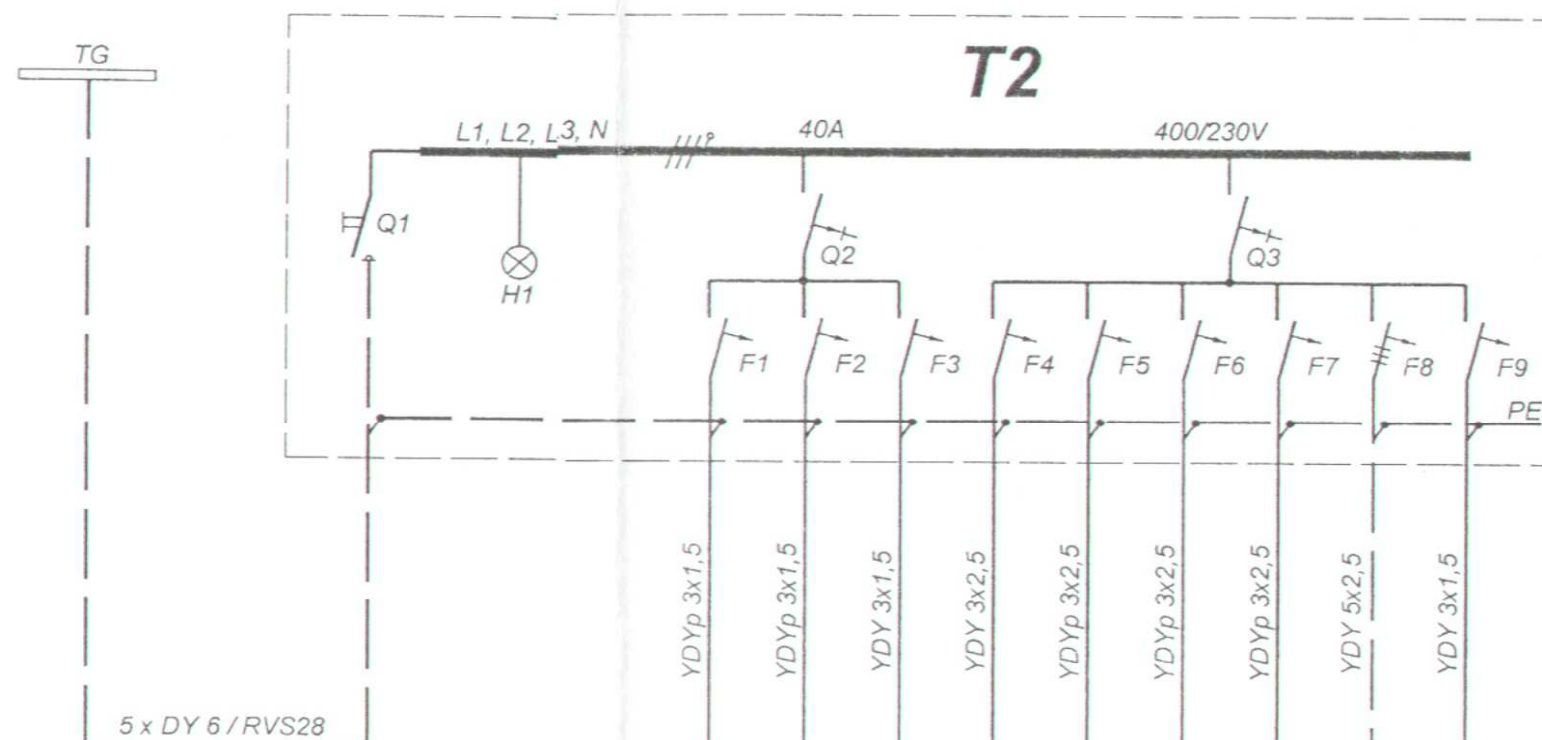 TG
T2
L1, L2, L3, N
40A
400/230V
Q1
H1
Q2
Q3
F1
F2
F3
F4
F5
F6
F7
F8
F9
PE
YDYp 3x1,5
YDYp 3x1,5
YDY 3x1,5
YDY 3x2,5
YDYp 3x2,5
YDYp 3x2,5
YDYp 3x2,5
YDY 5x2,5
YDY 3x1,5
5 x DY 6 / RVS28